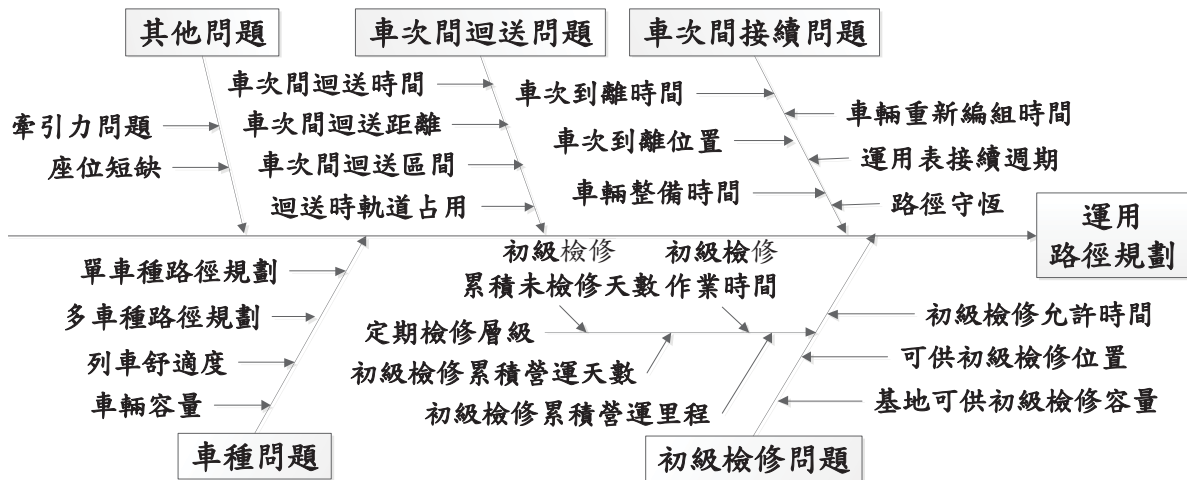 其他問題
車次間迴送問題
車次間接續問題
牽引力問題
座位短缺
車次間迴送時間
車次間迴送距離
車次間迴送區間
迴送時軌道占用
車次到離時間
車次到離位置
車輛整備時間
車輛重新編組時間
運用表接續週期
路徑守恆
運用
路徑規劃
單車種路徑規劃
多車種路徑規劃
列車舒適度
車輛容量
車種問題
初級檢修
累積未檢修天數
初級檢修
作業時間
定期檢修層級
初級檢修累積營運天數
初級檢修累積營運里程
初級檢修允許時間
可供初級檢修位置
基地可供初級檢修容量
初級檢修問題